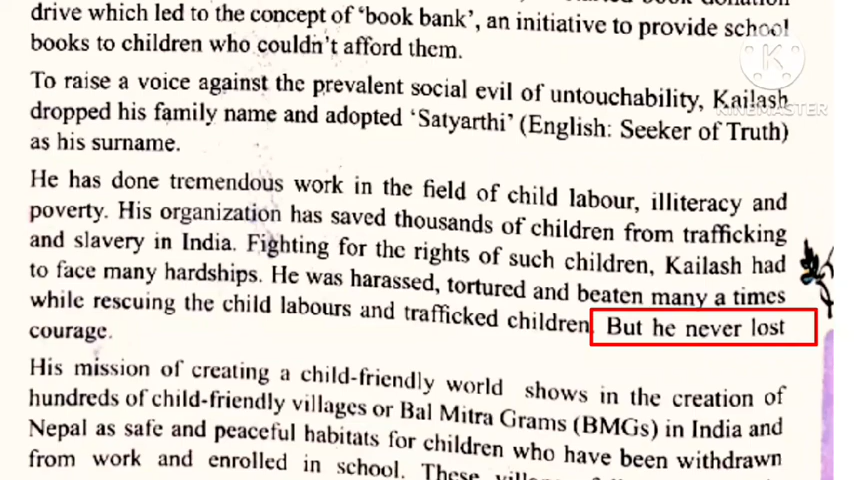 drive which led to the concept of 'book bank', an initiative to provide school
books to children who couldn't afford them.
To raise a voice against the prevalent social evil of untouchability, Kailash
dropped his family name and adopted 'Satyarthi' (English: Seeker of Truth)
as his surname.
He has done tremendous work in the field of child labour, illiteracy and
poverty. His organization has saved thousands of children from trafficking
and slavery in India. Fighting for the rights of such children, Kailash had
to face many hardships. He was harassed, tortured and beaten many a times
while rescuing the child labours and trafficked children. But he never lost
courage.
His mission of creating a child-friendly world shows in the creation of
hundreds of child-friendly villages or Bal Mitra Grams (BMGs) in India and
Nepal as safe and peaceful habitats for children who have been withdrawn
from work and enrolled in school. These
K
KINEMASTER